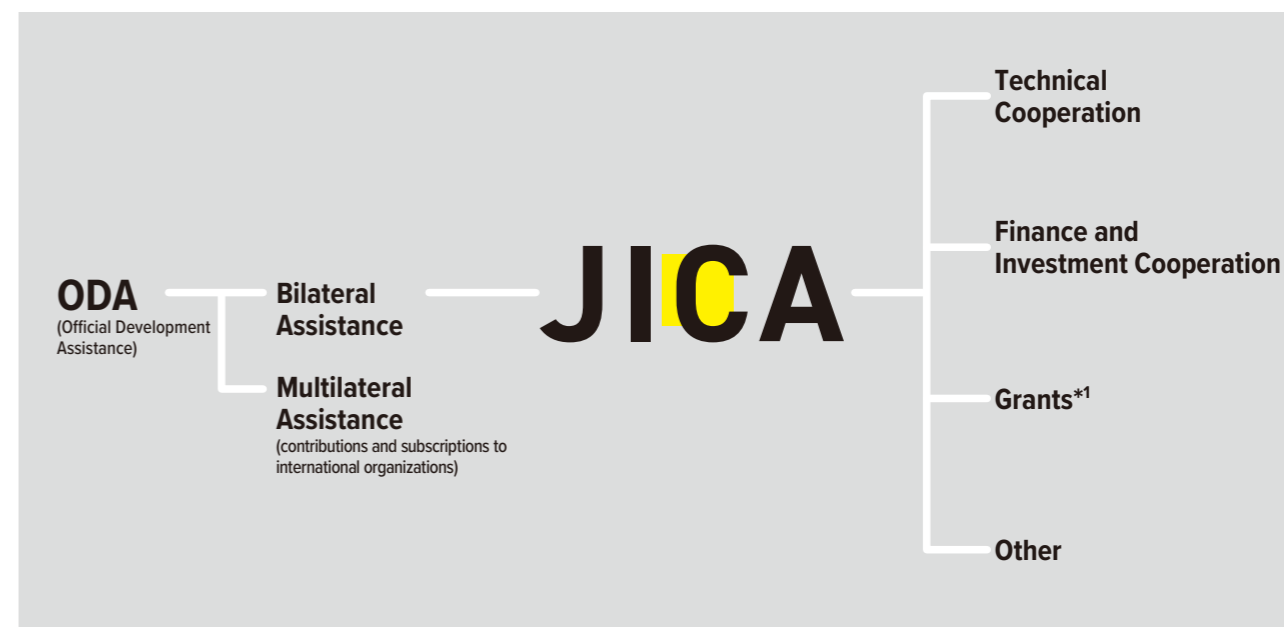 ODA
(Official Development
Assistance)
Bilateral
Assistance
Multilateral
Assistance
(contributions and subscriptions to
international organizations)
JICA
Technical
Cooperation
Finance and
Investment Cooperation
Grants*1
Other